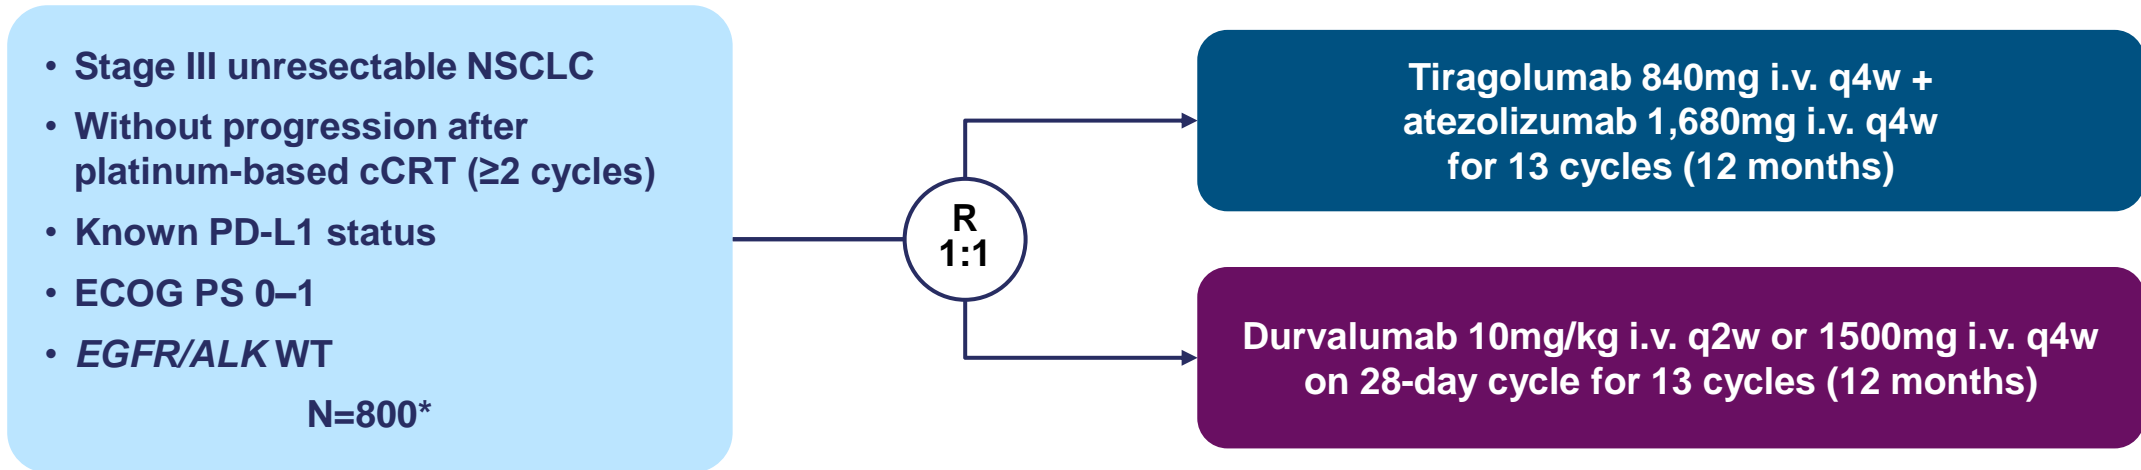 • Stage III unresectable NSCLC
• Without progression after
platinum-based cCRT (≥2 cycles)
• Known PD-L1 status
• ECOG PS 0–1
• EGFR/ALK WT
N=800*
R
1:1
Tiragolumab 840mg i.v. q4w +
atezolizumab 1,680mg i.v. q4w
for 13 cycles (12 months)
Durvalumab 10mg/kg i.v. q2w or 1500mg i.v. q4w
on 28-day cycle for 13 cycles (12 months)